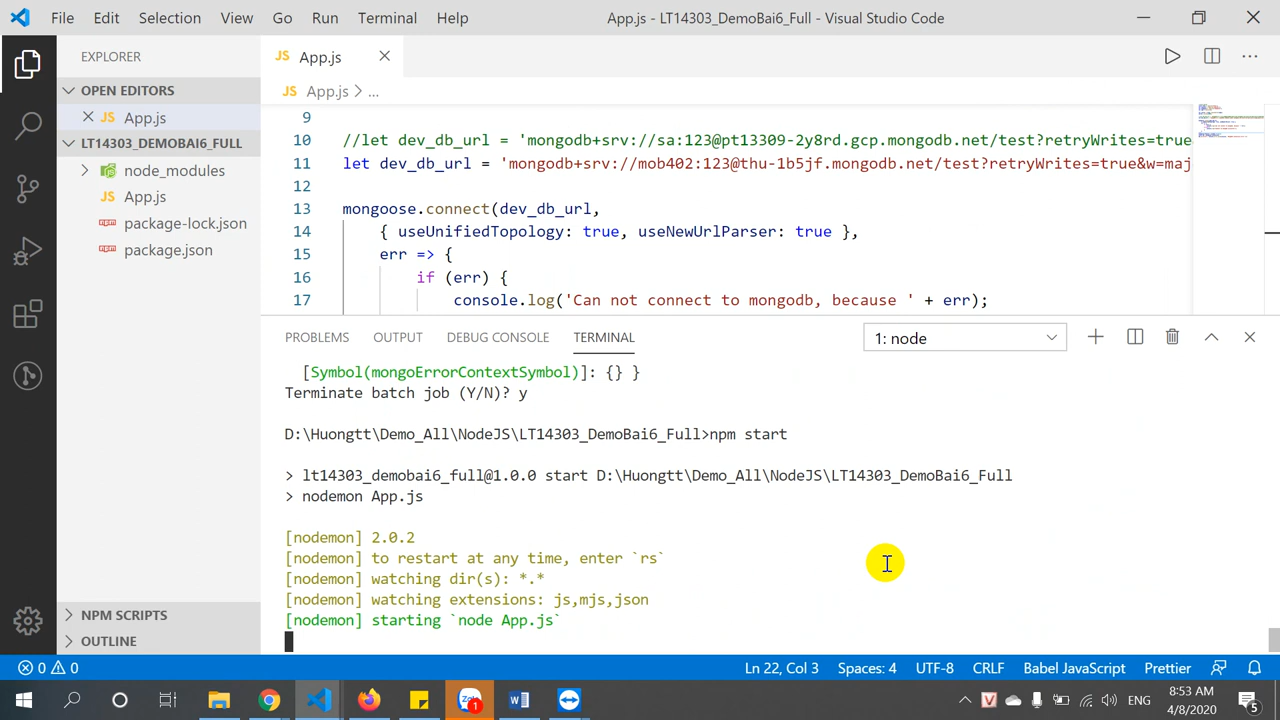 File Edit Selection View Go Run Terminal Help App.js - LT14303_DemoBai6_Full - Visual Studio Code
EXPLORER
OPEN EDITORS
App.js
LT14303_DEMOBAI6_FULL
node_modules
App.js
package-lock.json
package.json
NPM SCRIPTS
OUTLINE
JS App.js
JS App.js > ...
9
10 //let dev_db_url = 'mongodb+srv://sa:123@pt13306-2y8rd.gcp.mongodb.net/test?retryWrites=true
11 let dev_db_url = 'mongodb+srv://mob402:123@thu-1b5jf.mongodb.net/test?retryWrites=true&w=maj
12
13 mongoose.connect(dev_db_url,
14 { useUnifiedTopology: true, useNewUrlParser: true },
15 err => {
16 if (err) {
17 console.log('Can not connect to mongodb, because ' + err);
PROBLEMS OUTPUT DEBUG CONSOLE TERMINAL 1: node
[Symbol(mongoErrorContextSymbol)]: {} }
Terminate batch job (Y/N)? y
D:\Huongtt\Demo_All\NodeJS\LT14303_DemoBai6_Full>npm start
> lt14303_demobai6_full@1.0.0 start D:\Huongtt\Demo_All\NodeJS\LT14303_DemoBai6_Full
> nodemon App.js
[nodemon] 2.0.2
[nodemon] to restart at any time, enter `rs`
[nodemon] watching dir(s): *.*
[nodemon] watching extensions: js,mjs,json
[nodemon] starting `node App.js`
0 0 Ln 22, Col 3 Spaces: 4 UTF-8 CRLF Babel JavaScript Prettier
ENG 8:53 AM
4/8/2020